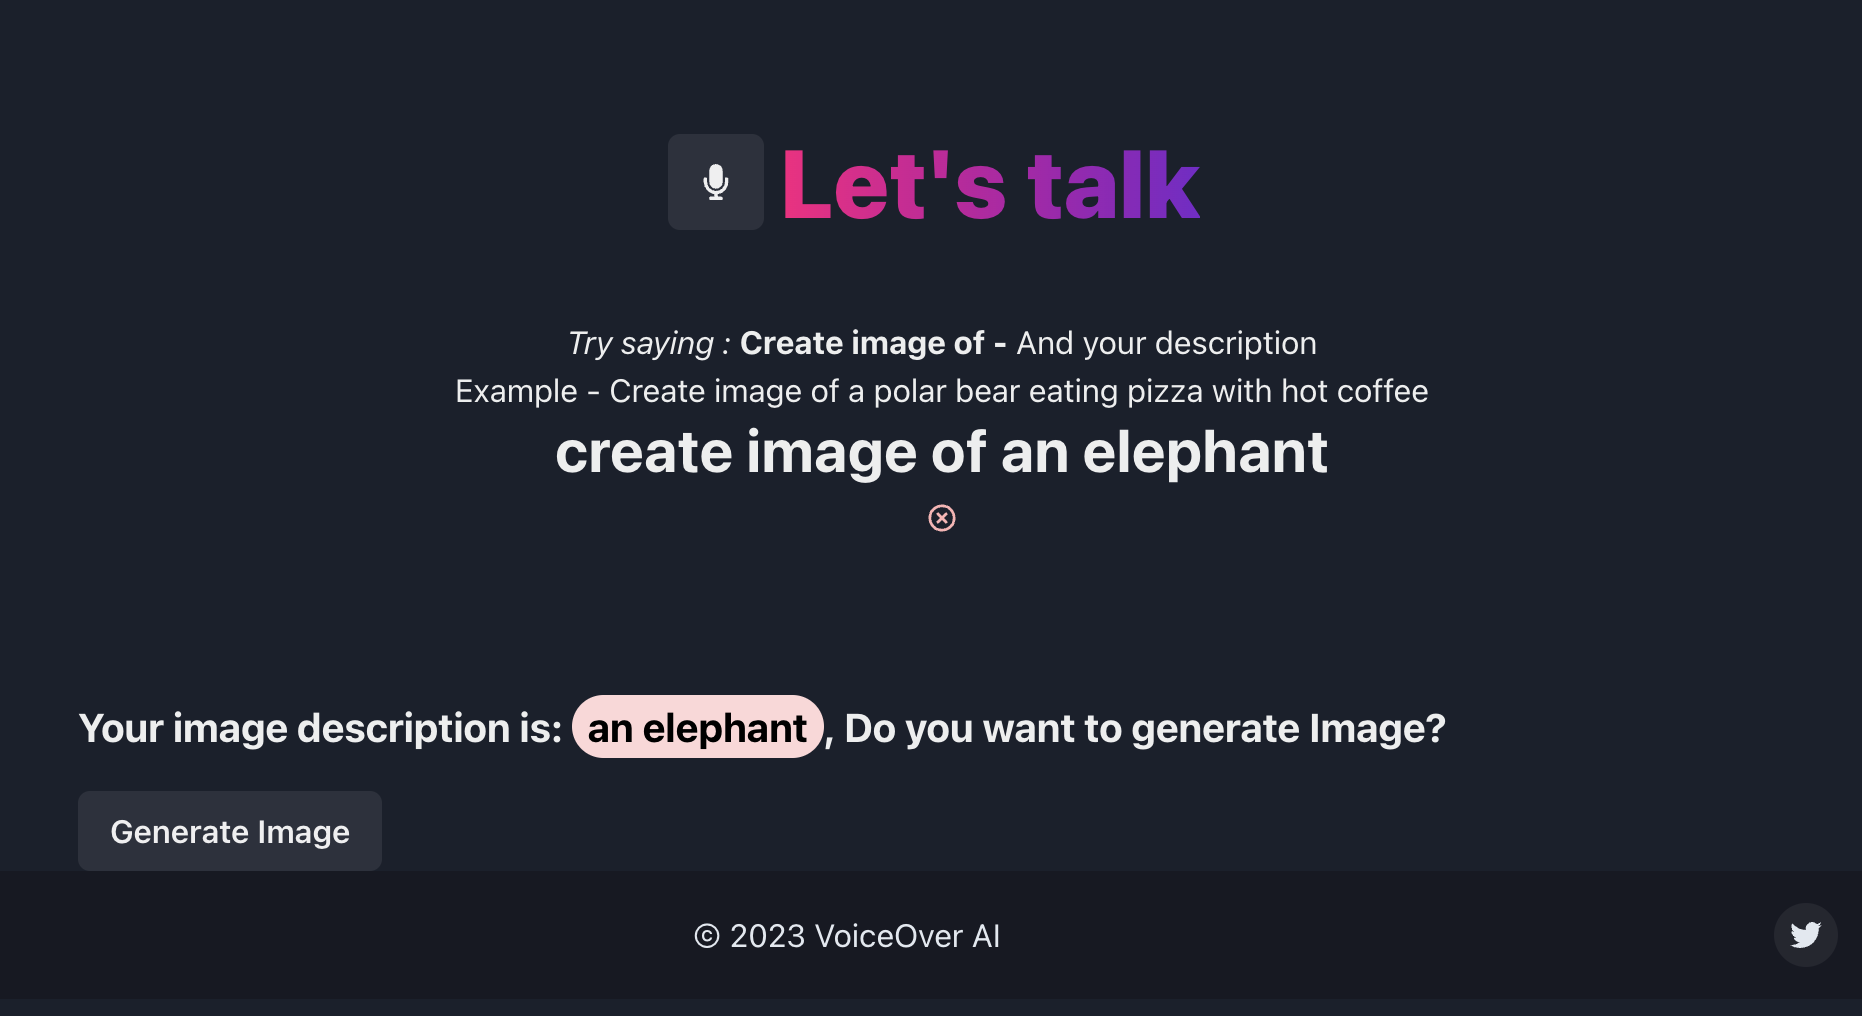 Let's talk
Try saying : Create image of - And your description
Example - Create image of a polar bear eating pizza with hot coffee
create image of an elephant
Your image description is: an elephant, Do you want to generate Image?
Generate Image
© 2023 VoiceOver AI